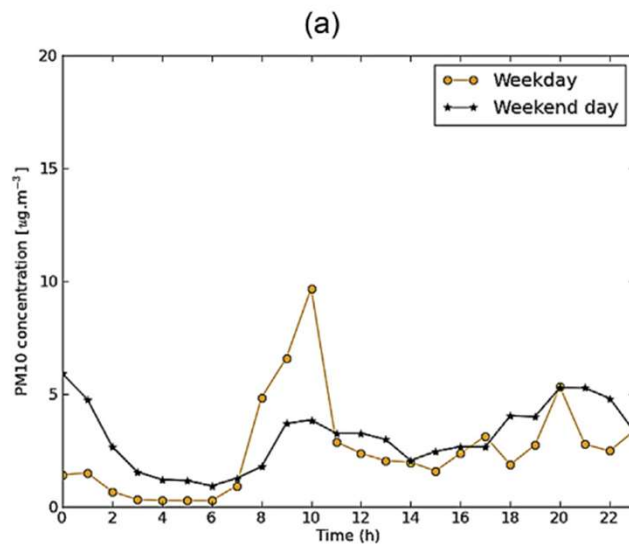 (a)
20
15
10
5
0
PM10 concentration [ug.m⁻³]
Weekday
Weekend day
0 2 4 6 8 10 12 14 16 18 20 22
Time (h)